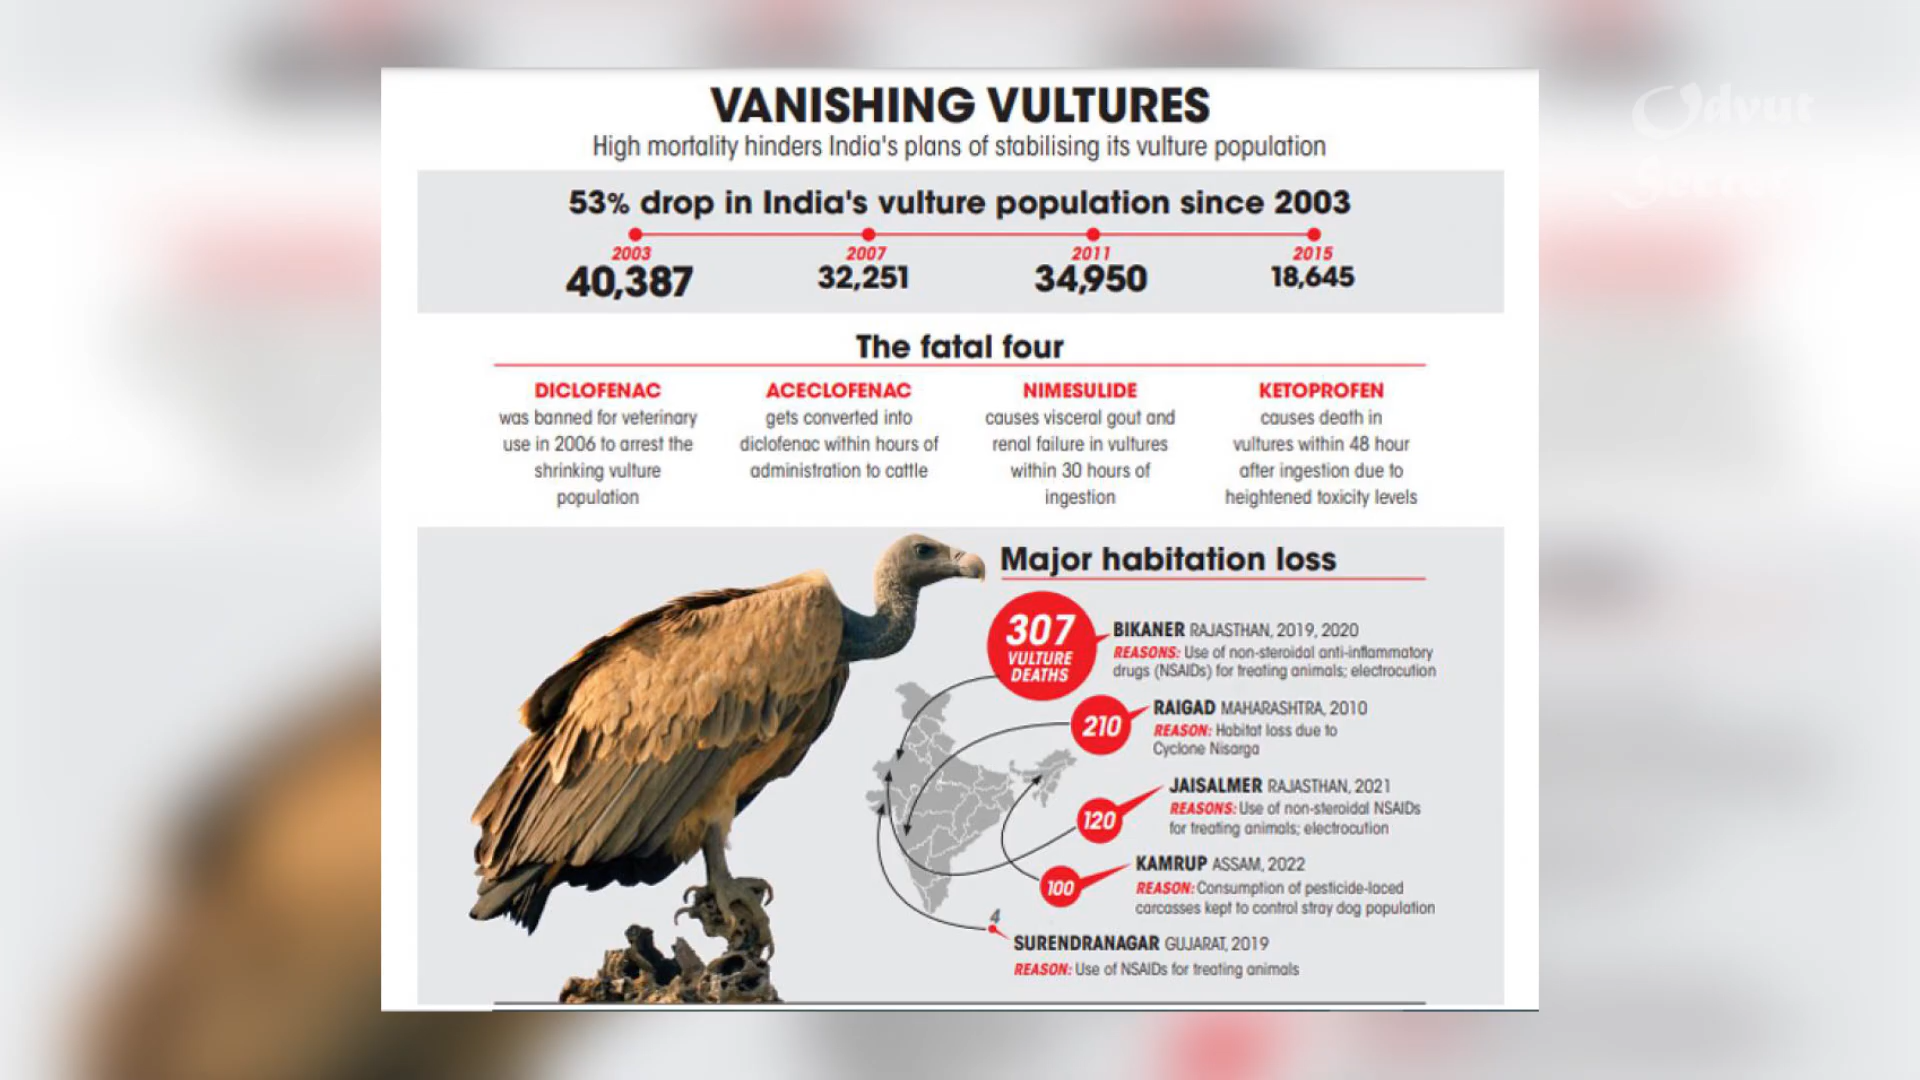 VANISHING VULTURES
High mortality hinders India's plans of stabilising its vulture population
53% drop in India's vulture population since 2003
2003
40,387
2007
32,251
2011
34,950
2015
18,645
The fatal four
DICLOFENAC
was banned for veterinary
use in 2006 to arrest the
shrinking vulture
population
ACECLOFENAC
gets converted into
diclofenac within hours of
administration to cattle
NIMESULIDE
causes visceral gout and
renal failure in vultures
within 30 hours of
ingestion
KETOPROFEN
causes death in
vultures within 48 hour
after ingestion due to
heightened toxicity levels
Major habitation loss
307
VULTURE
DEATHS
BIKANER RAJASTHAN, 2019, 2020
REASONS: Use of non-steroidal anti-inflammatory
drugs (NSAIDs) for treating animals; electrocution
210
RAIGAD MAHARASHTRA, 2010
REASON: Habitat loss due to
Cyclone Nisarga
120
JAISALMER RAJASTHAN, 2021
REASONS: Use of non-steroidal NSAIDs
for treating animals; electrocution
100
KAMRUP ASSAM, 2022
REASON: Consumption of pesticide-laced
carcasses kept to control stray dog population
4
SURENDRANAGAR GUJARAT, 2019
REASON: Use of NSAIDs for treating animals
Odvut